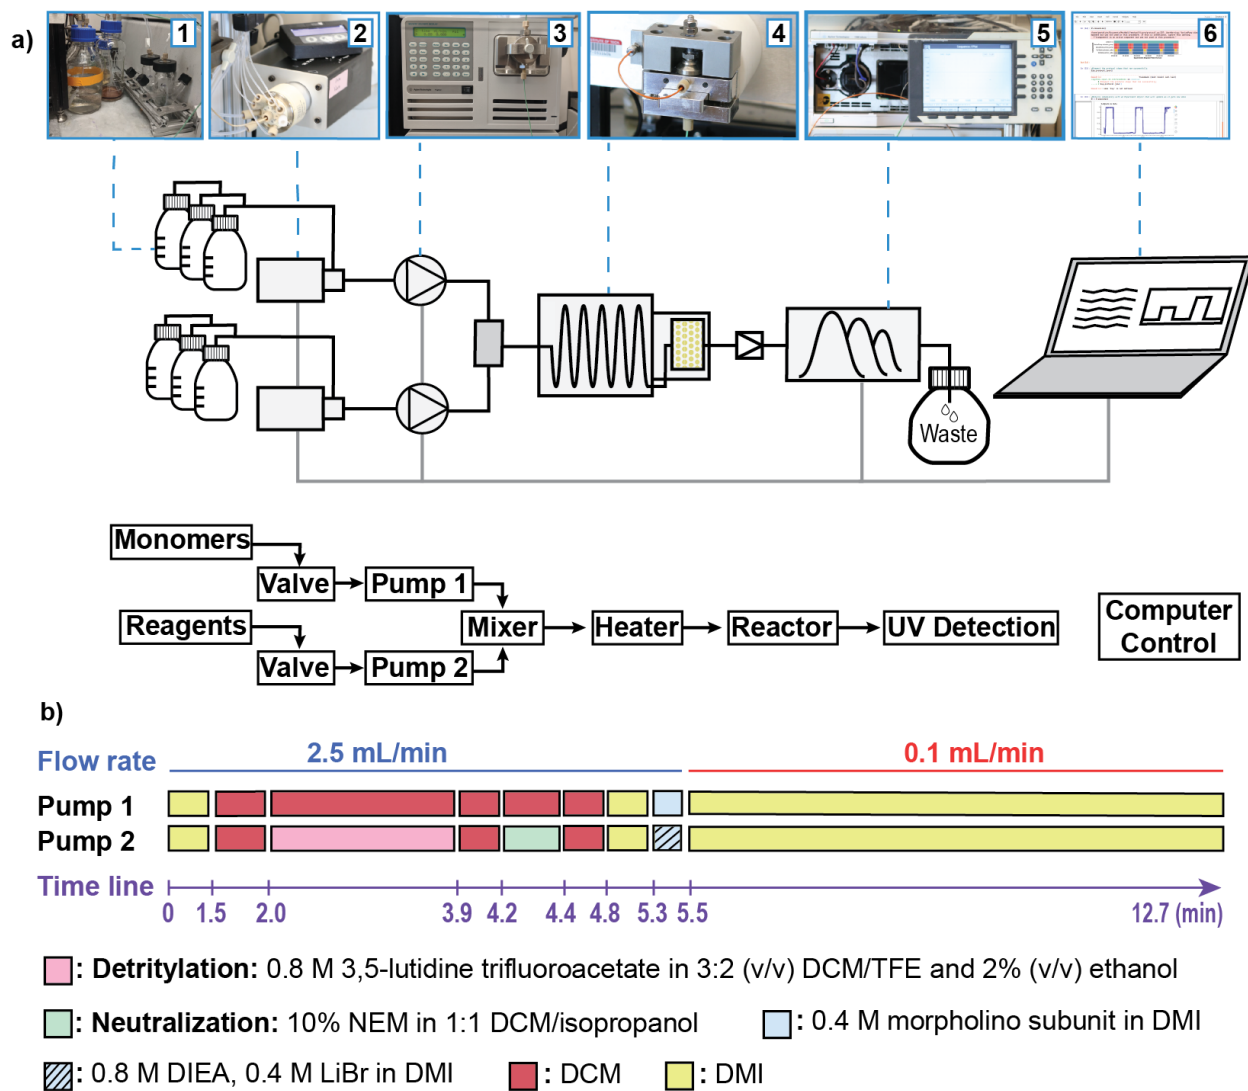 a)
1
2
3
4
5
6
Waste
Monomers
Valve
Pump 1
Reagents
Mixer
Heater
Reactor
UV Detection
Computer
Control
Valve
Pump 2
b)
Flow rate
2.5 mL/min
0.1 mL/min
Pump 1
Pump 2
Time line
0 1.5 2.0 3.9 4.2 4.4 4.8 5.3 5.5 12.7 (min)
: Detritylation: 0.8 M 3,5-lutidine trifluoroacetate in 3:2 (v/v) DCM/TFE and 2% (v/v) ethanol
: Neutralization: 10% NEM in 1:1 DCM/isopropanol : 0.4 M morpholino subunit in DMI
: 0.8 M DIEA, 0.4 M LiBr in DMI : DCM : DMI